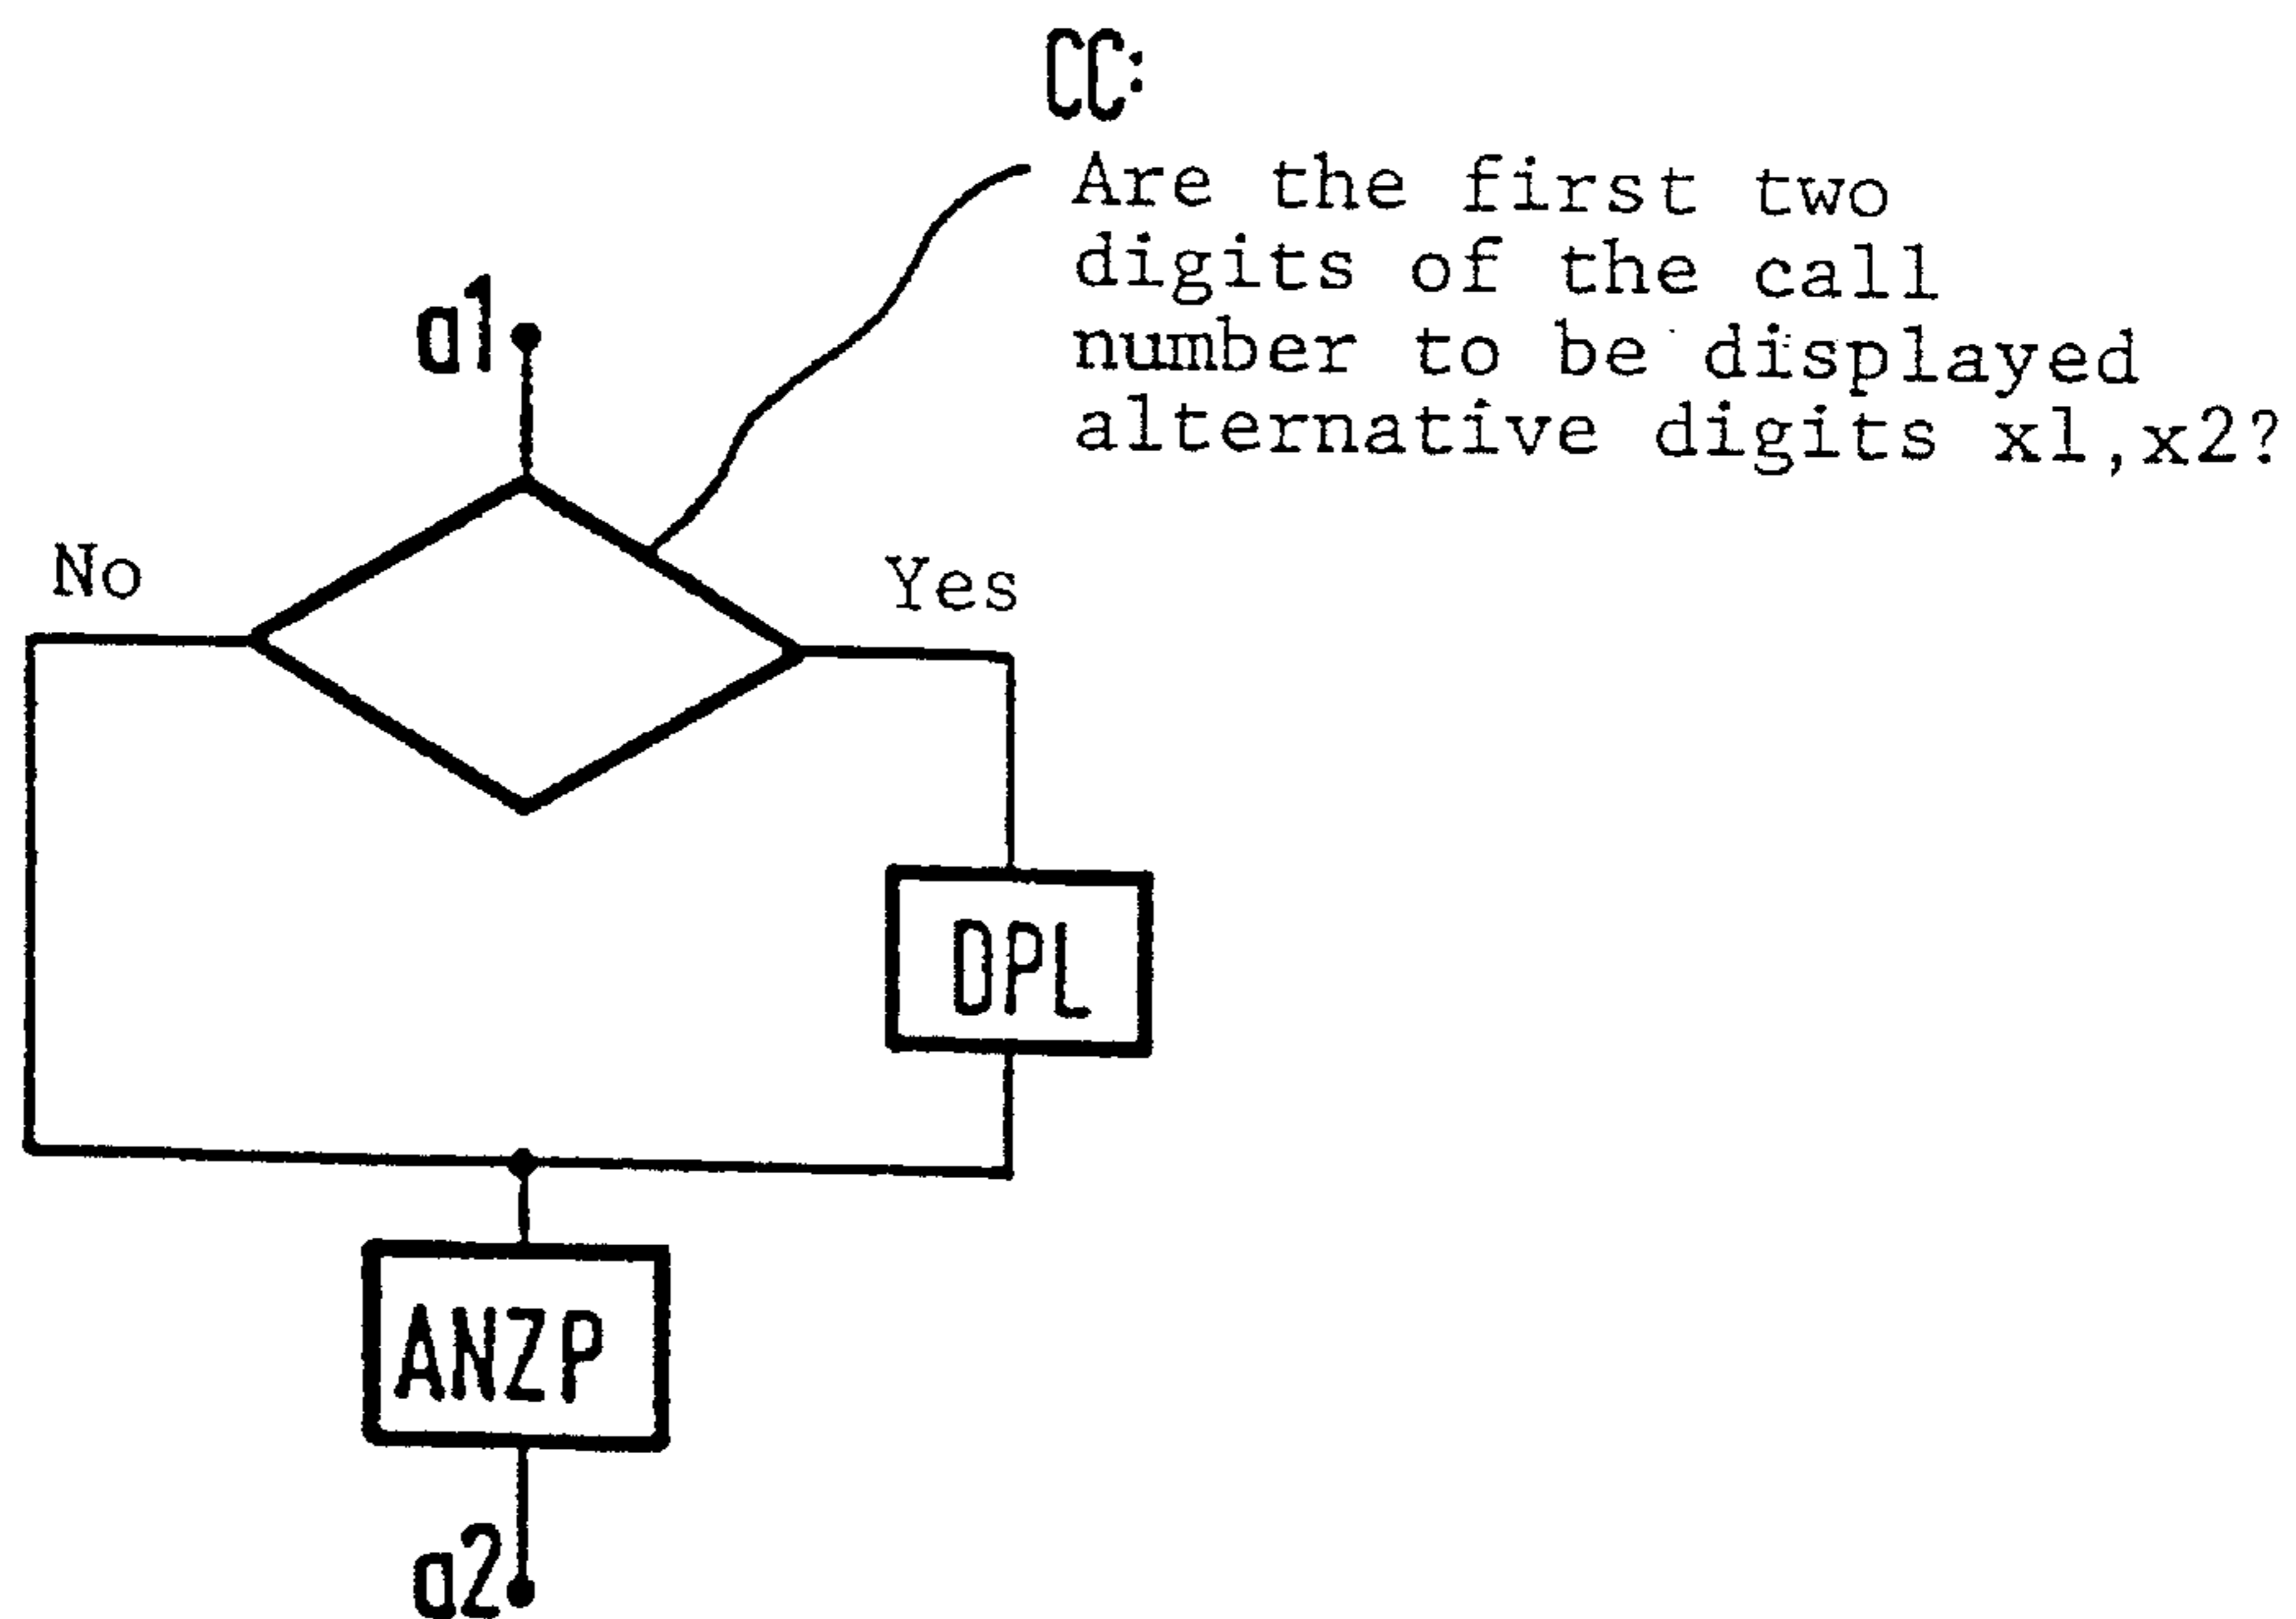 CC:
Are the first two
digits of the call
number to be displayed
alternative digits x1,x2?
a1
No
Yes
DPL
ANZP
a2